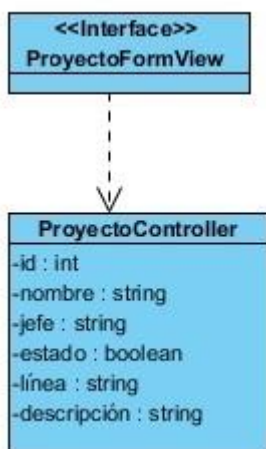 <<Interface>>
ProyectoFormView
ProyectoController
-id : int
-nombre : string
-jefe : string
-estado : boolean
-línea : string
-descripción : string